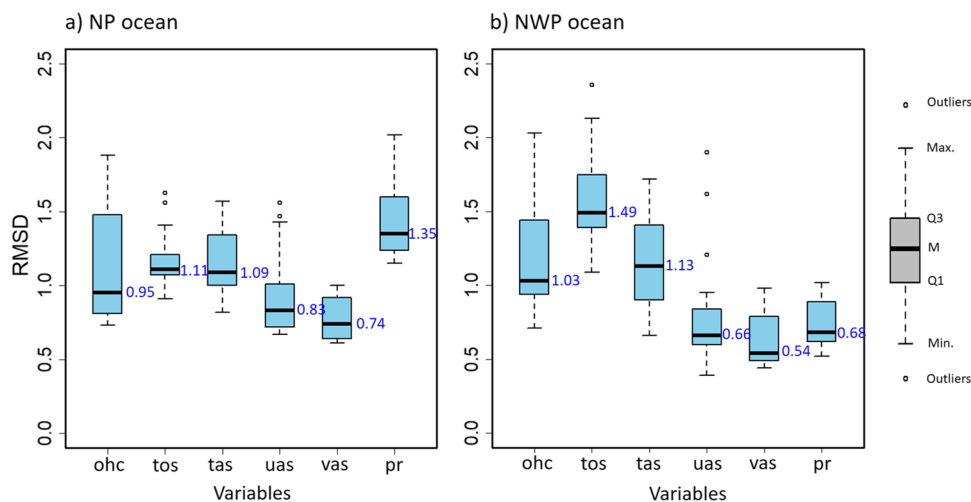 a) NP ocean
b) NWP ocean
RMSD
2.5
2.0
1.5
1.0
0.5
0.0
0.95
1.11
1.09
0.83
0.74
1.35
ohc tos tas uas vas pr
Variables
2.5
2.0
1.5
1.0
0.5
0.0
1.03
1.49
1.13
0.66
0.54
0.68
ohc tos tas uas vas pr
Variables
Outliers
Max.
Q3
M
Q1
Min.
Outliers